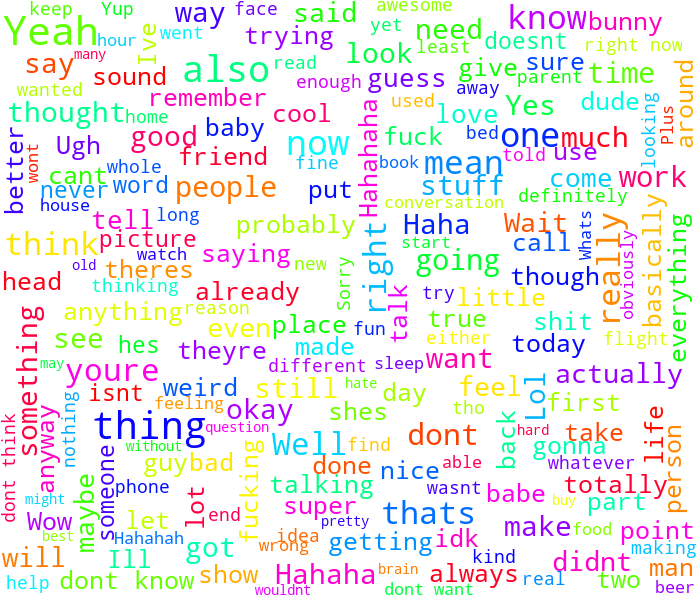 keep Yup way face said awesome know bunny
Yeah hour went trying yet need doesnt right now
many Ive look least sure
say sound also read give parent time around
wanted remember enough guess away used dude looking Plus
thought home good baby cool love Yes
better wont Ugh friend now fine fuck bed one much
cant whole people book mean told use work
never word put Hahahaha stuff come
house long conversation definitely
tell probably Haha Wait Whats really basically everything
think picture watch saying right start call obviously
old theres new going though
head thinking already Sorry talk try little
something anything reason even place fun true shit
see hes theyre made either today flight
may youre different sleep want actually
isnt weird still hate day feel Lol first
nothing feeling okay shes tho
dont think anyway thing question dont back hard take life person
without Well find gonna
guy bad fucking done nice able whatever
maybe someone phone talking wasnt babe totally
might Wow let lot end super pretty thats buy part
best Hahahah idea make food point
will Ill got wrong getting idk kind didnt making
help dont know show Hahaha brain always real two man
wouldnt dont want beer